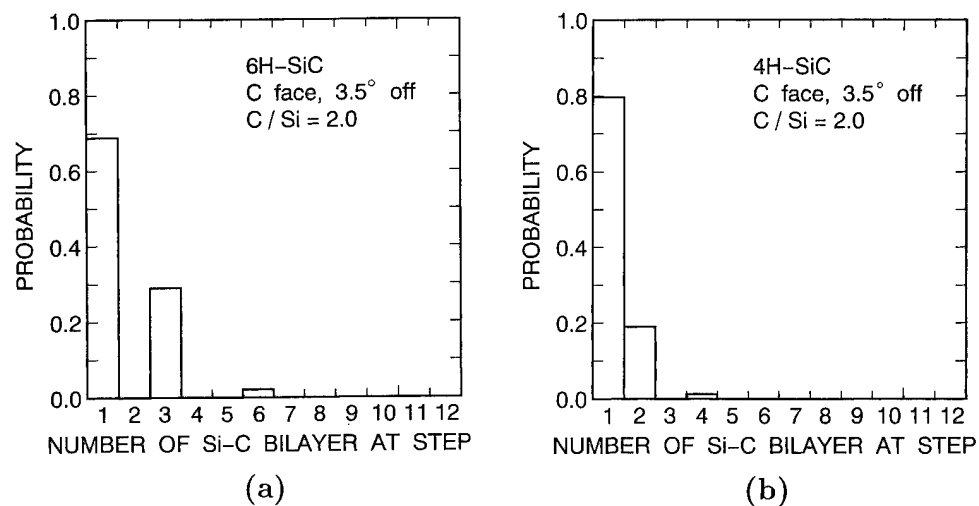 1.0
0.8
0.6
0.4
0.2
0.0
PROBABILITY
6H-SiC
C face, 3.5° off
C / Si = 2.0
1 2 3 4 5 6 7 8 9 10 11 12
NUMBER OF Si-C BILAYER AT STEP
(a)
1.0
0.8
0.6
0.4
0.2
0.0
PROBABILITY
4H-SiC
C face, 3.5° off
C / Si = 2.0
1 2 3 4 5 6 7 8 9 10 11 12
NUMBER OF Si-C BILAYER AT STEP
(b)